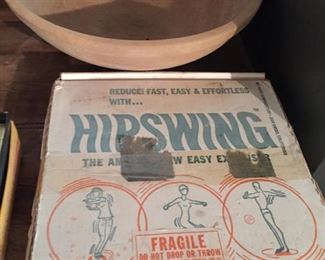 REDUCE! FAST, EASY & EFFORTLESS
WITH...
HIPSWING
THE EASY
FRAGILE
DO NOT DROP OR THROW